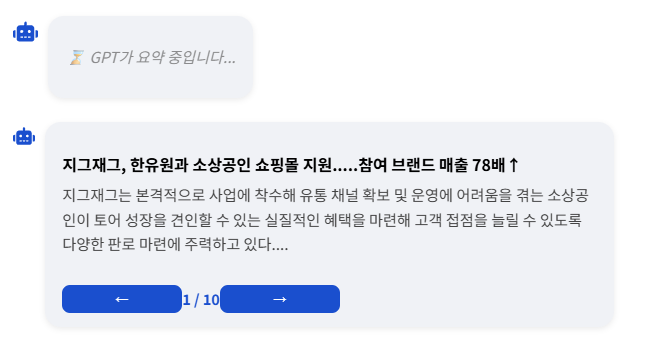 ⏳ GPT가 요약 중입니다...
지그재그, 한유원과 소상공인 쇼핑몰 지원.....참여 브랜드 매출 78배↑
지그재그는 본격적으로 사업에 착수해 유통 채널 확보 및 운영에 어려움을 겪는 소상공
인이 토어 성장을 견인할 수 있는 실질적인 혜택을 마련해 고객 접점을 늘릴 수 있도록
다양한 판로 마련에 주력하고 있다....
← 1 / 10 →